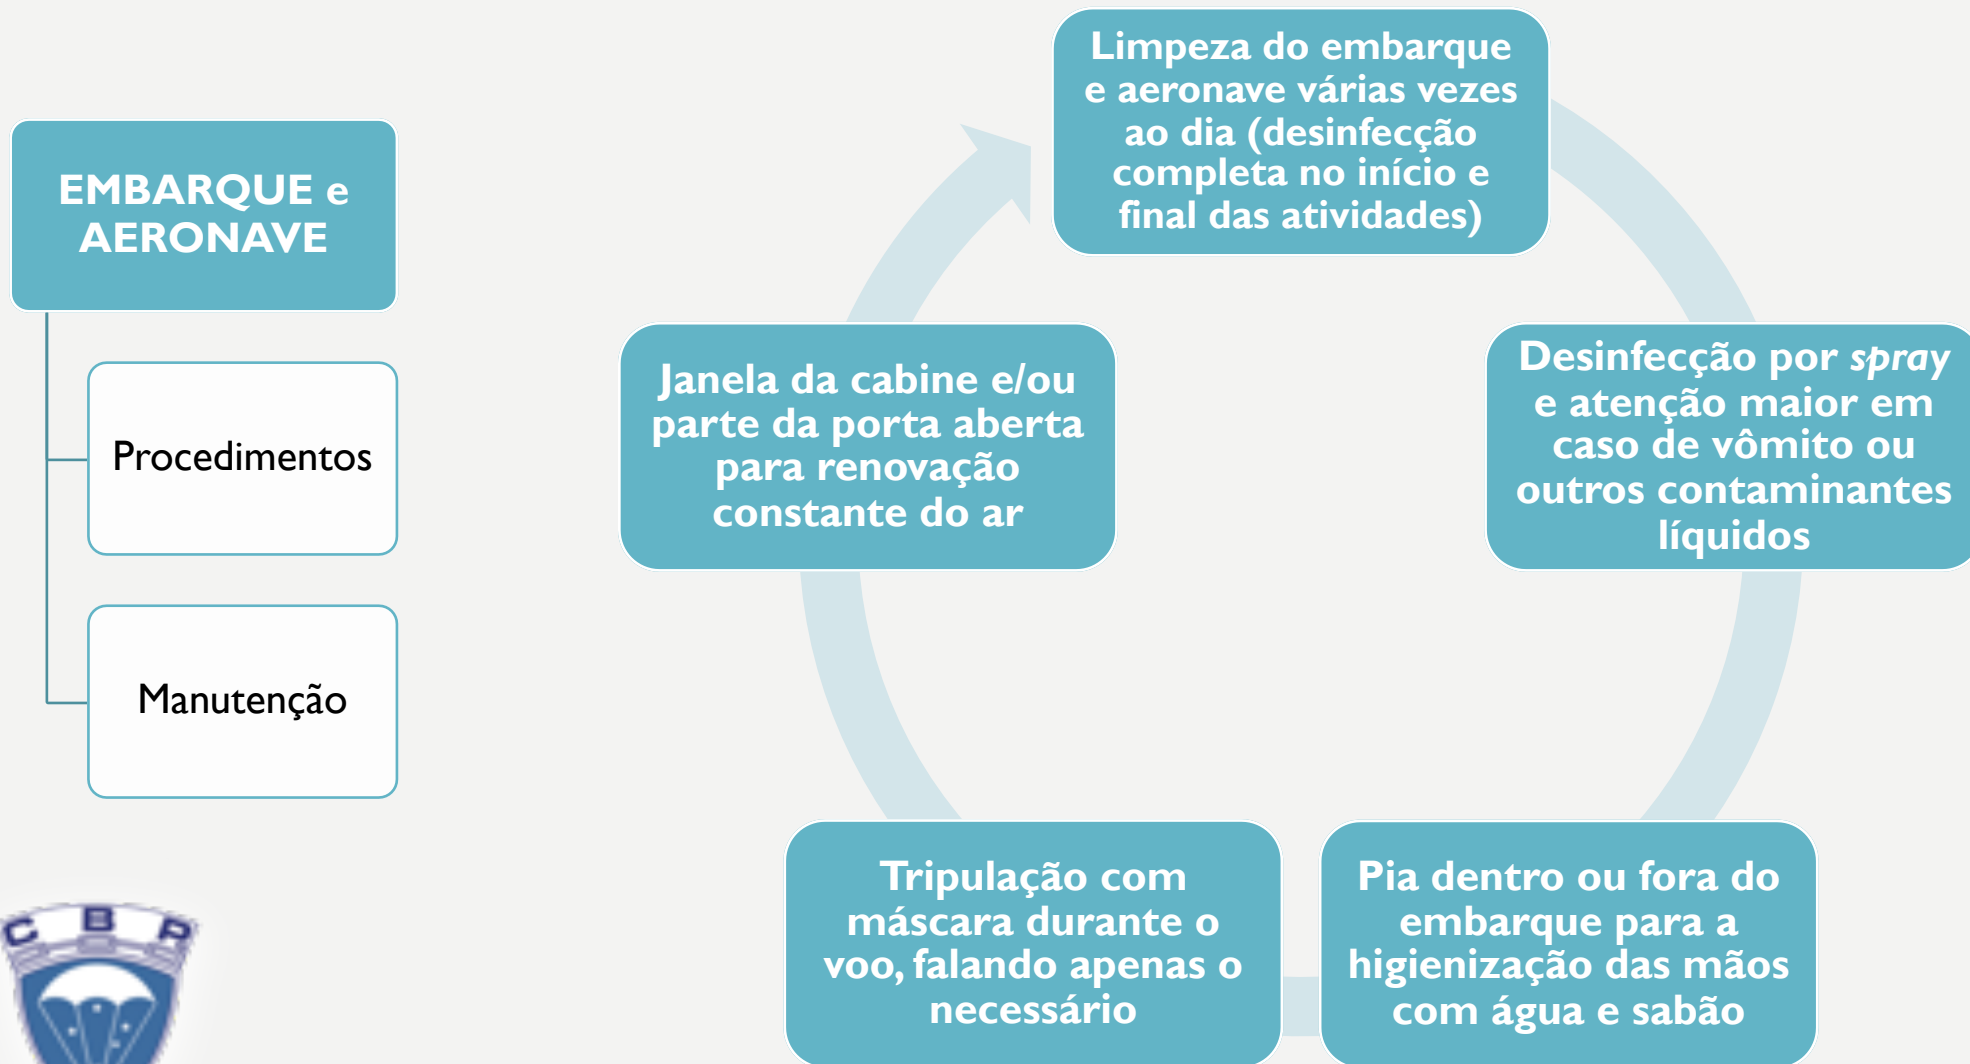 EMBARQUE e
AERONAVE
Procedimentos
Manutenção
Limpeza do embarque
e aeronave várias vezes
ao dia (desinfecção
completa no início e
final das atividades)
Desinfecção por spray
e atenção maior em
caso de vômito ou
outros contaminantes
líquidos
Pia dentro ou fora do
embarque para a
higienização das mãos
com água e sabão
Tripulação com
máscara durante o
voo, falando apenas o
necessário
Janela da cabine e/ou
parte da porta aberta
para renovação
constante do ar
C B P